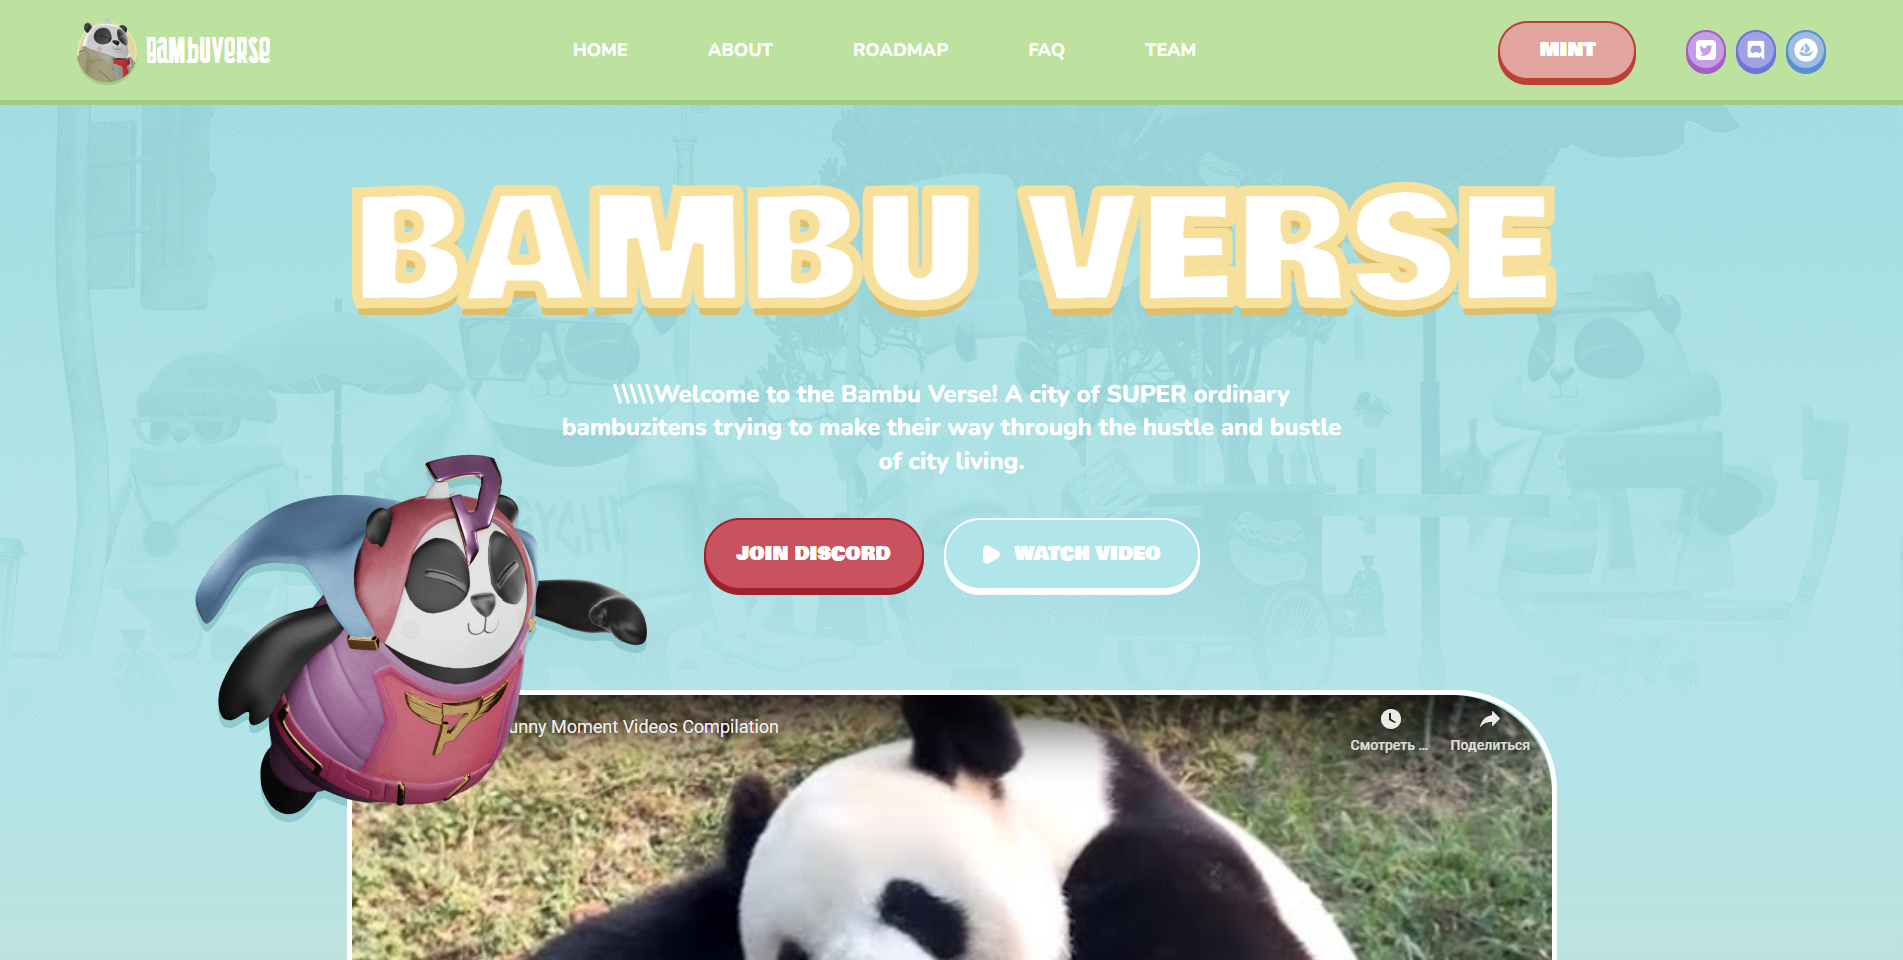 BAMBUVERSE
HOME
ABOUT
ROADMAP
FAQ
TEAM
MINT
BAMBU VERSE
\\\\\Welcome to the Bambu Verse! A city of SUPER ordinary
bambuzitens trying to make their way through the hustle and bustle
of city living.
JOIN DISCORD
WATCH VIDEO
unny Moment Videos Compilation
Смотреть ...
Поделиться